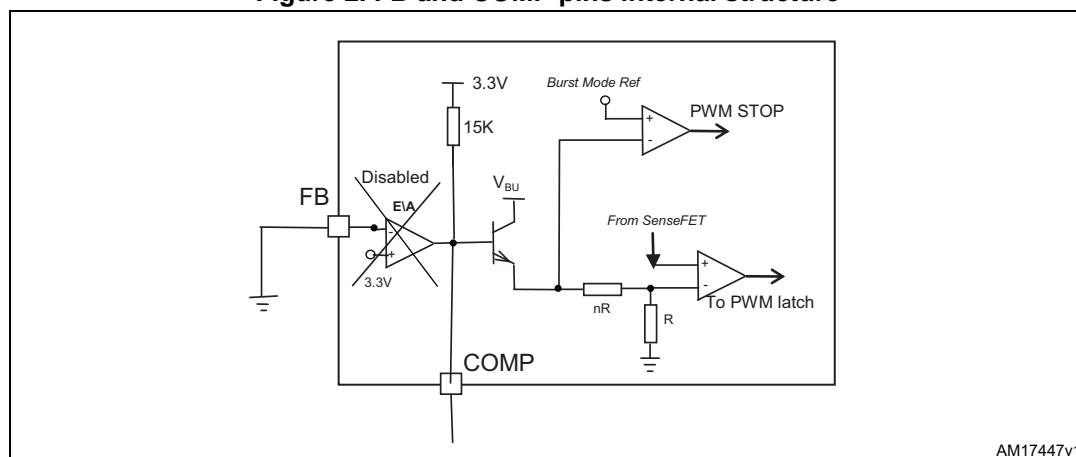 Figure 2. FB and COMP pins internal structure
3.3V
Burst Mode Ref
+
-
PWM STOP
15K
Disabled
FB
E\A
-
+
3.3V
VBU
From SenseFET
+
-
To PWM latch
nR
R
COMP
AM17447v1